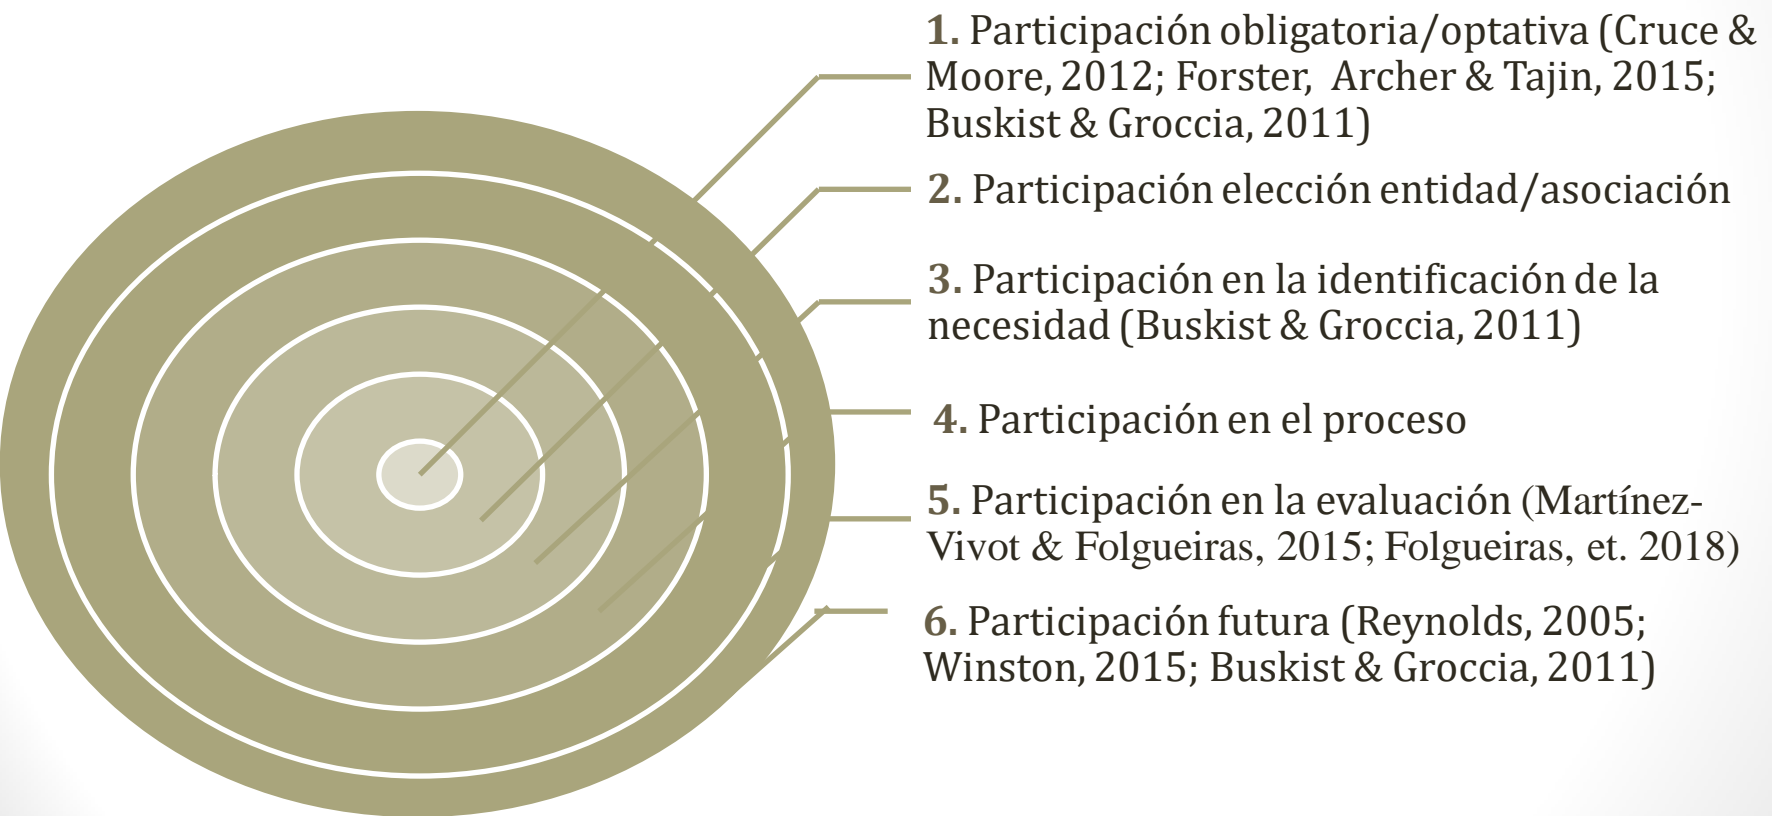 1. Participación obligatoria/optativa (Cruce &
Moore, 2012; Forster, Archer & Tajin, 2015;
Buskist & Groccia, 2011)
2. Participación elección entidad/asociación
3. Participación en la identificación de la
necesidad (Buskist & Groccia, 2011)
4. Participación en el proceso
5. Participación en la evaluación (Martínez-
Vivot & Folgueiras, 2015; Folgueiras, et. 2018)
6. Participación futura (Reynolds, 2005;
Winston, 2015; Buskist & Groccia, 2011)